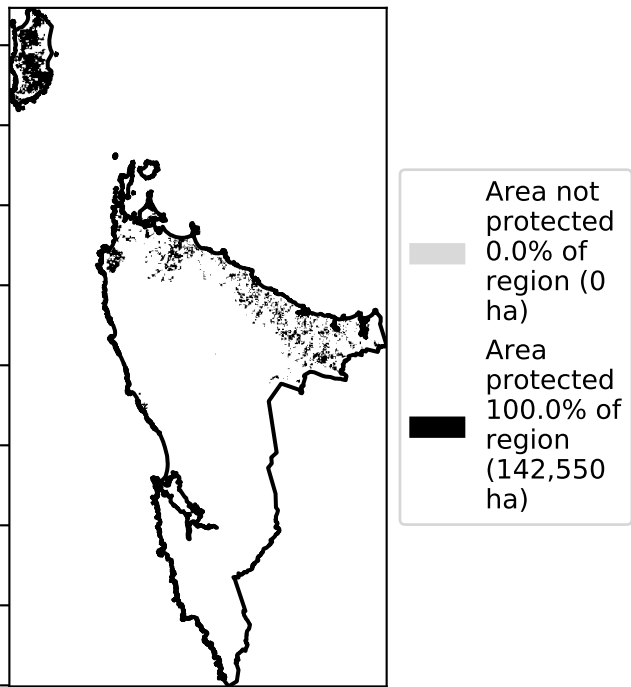 Area not
protected
0.0% of
region (0
ha)
Area
protected
100.0% of
region
(142,550
ha)